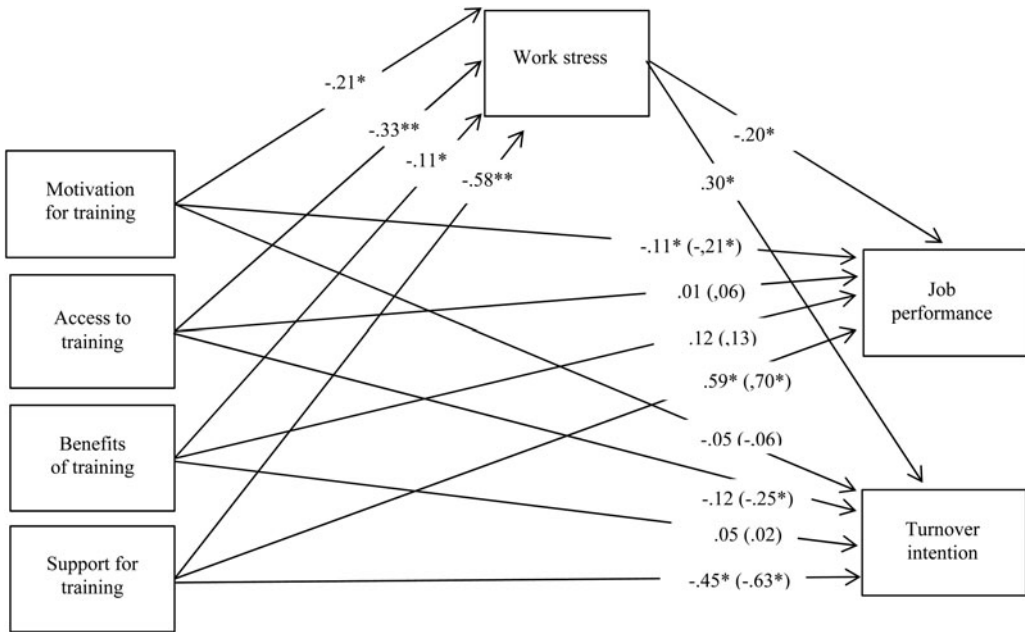 Work stress
-.21*
-.33**
-.11*
-.58**
-.20*
.30*
Motivation
for training
Access to
training
Benefits
of training
Support for
training
-.11* (-,21*)
.01 (,06)
.12 (,13)
.59* (,70*)
-.05 (-.06)
-.12 (-.25*)
.05 (.02)
-.45* (-.63*)
Job
performance
Turnover
intention